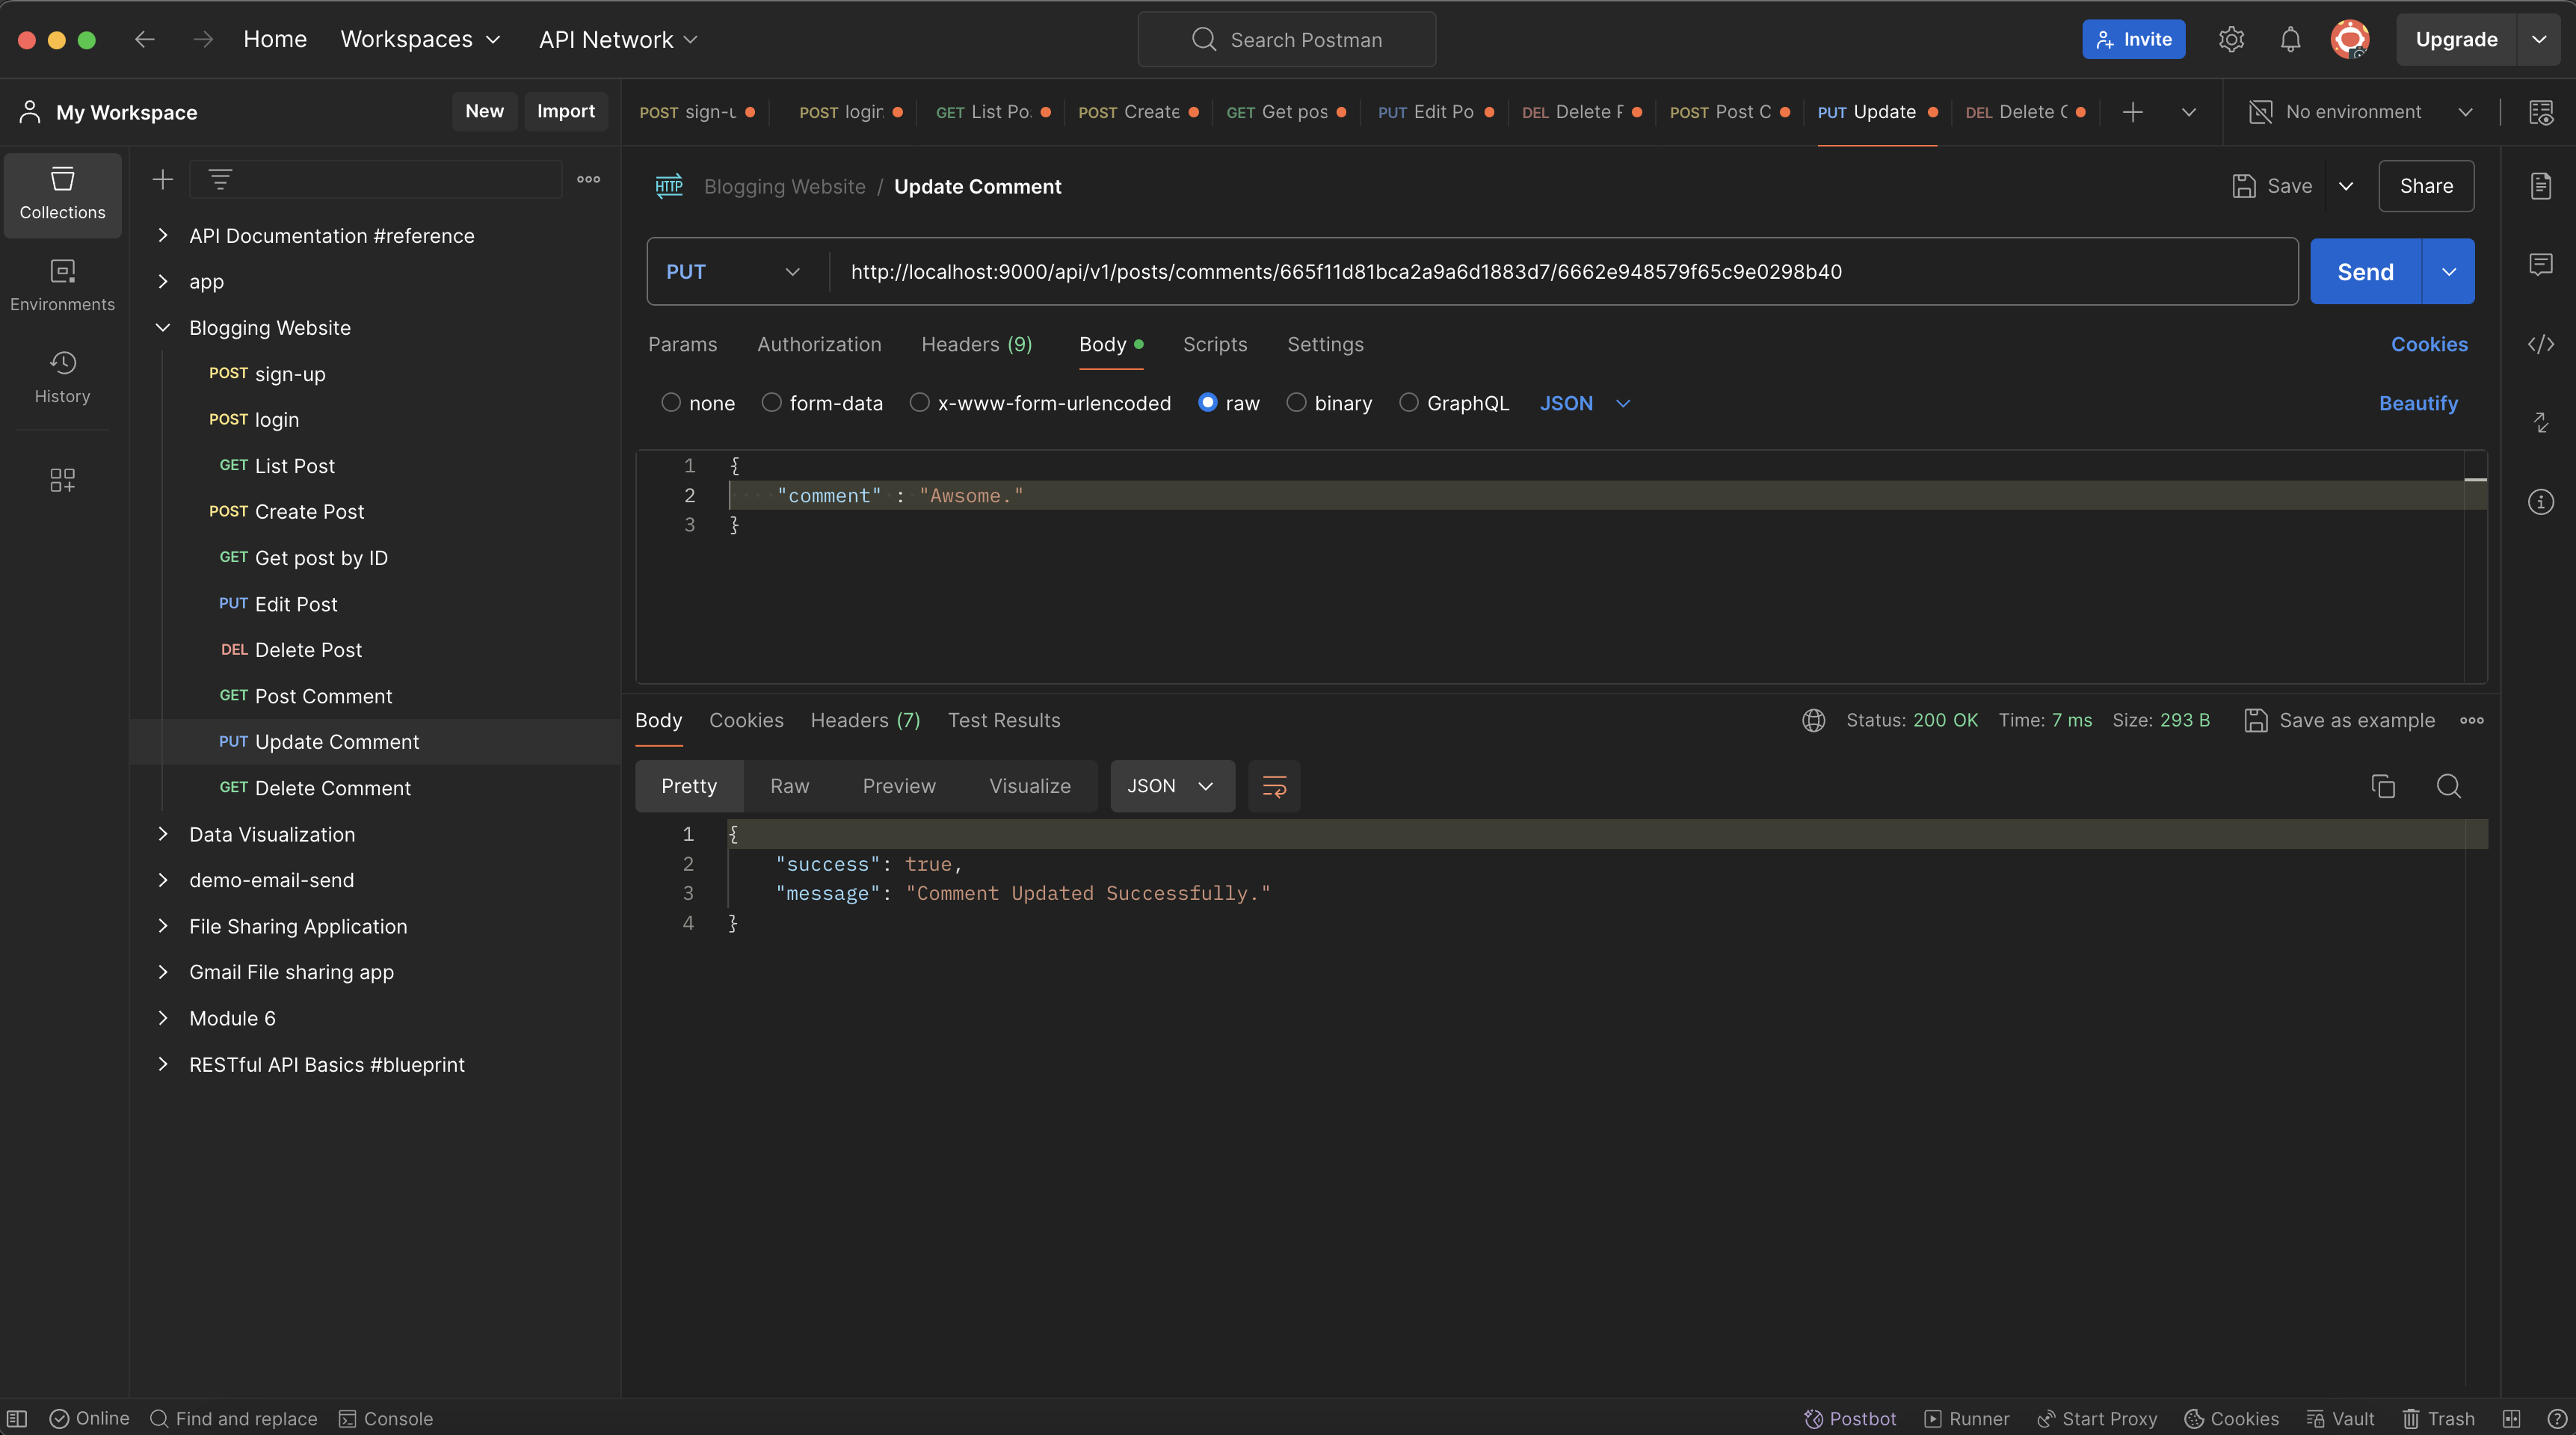 Home Workspaces API Network Search Postman Invite Upgrade
My Workspace New Import
POST sign-u POST login GET List Po. POST Create GET Get pos PUT Edit Po DEL Delete P POST Post C PUT Update DEL Delete C No environment
Collections
Environments
History
API Documentation #reference
app
Blogging Website
POST sign-up
POST login
GET List Post
POST Create Post
GET Get post by ID
PUT Edit Post
DEL Delete Post
GET Post Comment
PUT Update Comment
GET Delete Comment
Data Visualization
demo-email-send
File Sharing Application
Gmail File sharing app
Module 6
RESTful API Basics #blueprint
HTTP Blogging Website / Update Comment Save Share
PUT http://localhost:9000/api/v1/posts/comments/665f11d81bca2a9a6d1883d7/6662e948579f65c9e0298b40 Send
Params Authorization Headers (9) Body Scripts Settings Cookies
none form-data x-www-form-urlencoded raw binary GraphQL JSON Beautify
1 {
2 "comment" : "Awsome."
3 }
Body Cookies Headers (7) Test Results Status: 200 OK Time: 7 ms Size: 293 B Save as example
Pretty Raw Preview Visualize JSON
1 {
2 "success": true,
3 "message": "Comment Updated Successfully."
4 }
Online Find and replace Console Postbot Runner Start Proxy Cookies Vault Trash